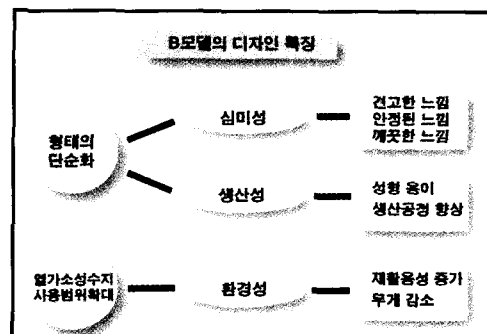 B모델의 디자인 특징
형태의
단순화
심미성
견고한 느낌
안정된 느낌
깨끗한 느낌
생산성
성형 용이
생산공정 향상
열가소성수지
사용범위확대
환경성
재활용성 증가
무게 감소